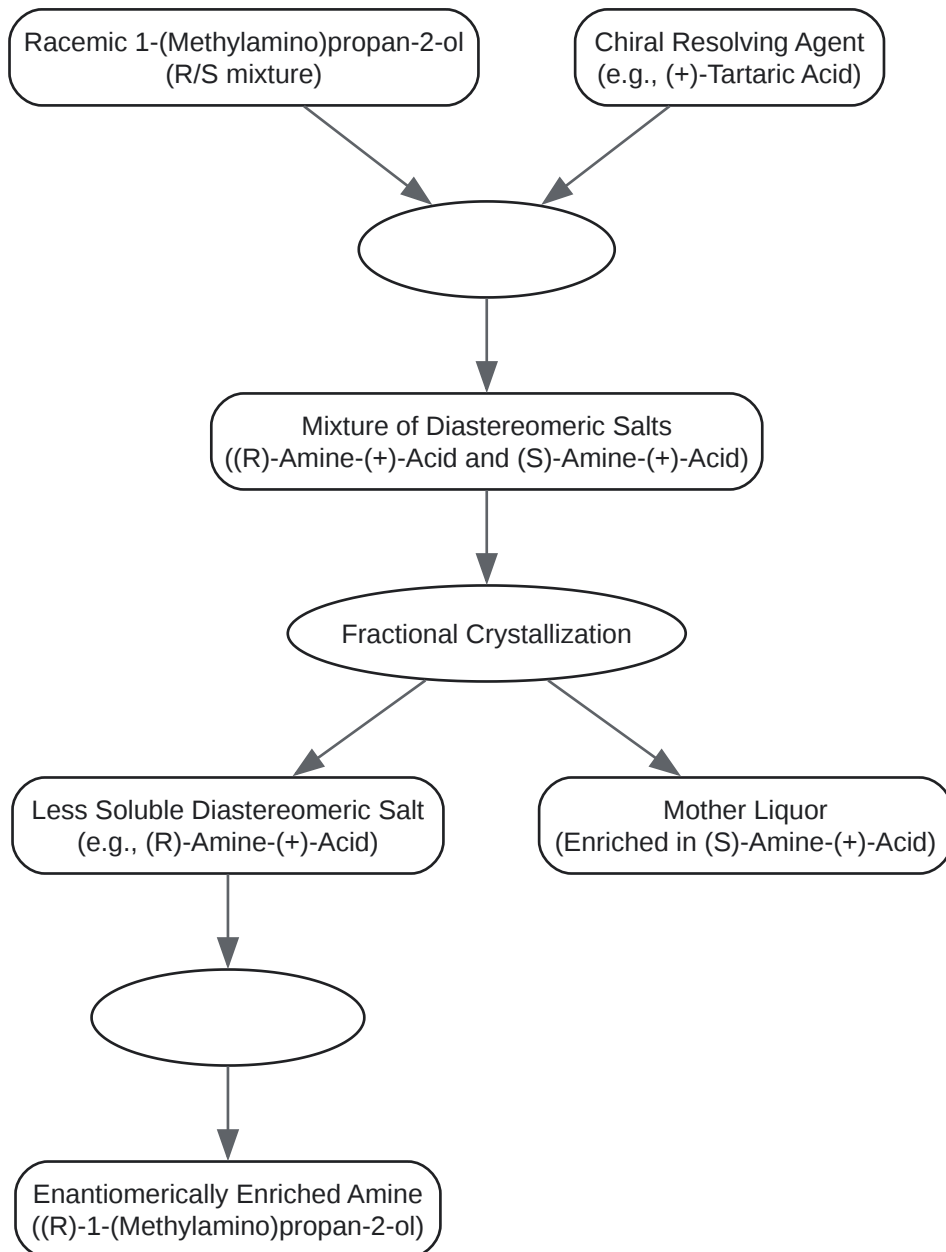 Racemic 1-(Methylamino)propan-2-ol
(R/S mixture)
Chiral Resolving Agent
(e.g., (+)-Tartaric Acid)
Mixture of Diastereomeric Salts
((R)-Amine-(+)-Acid and (S)-Amine-(+)-Acid)
Fractional Crystallization
Less Soluble Diastereomeric Salt
(e.g., (R)-Amine-(+)-Acid)
Mother Liquor
(Enriched in (S)-Amine-(+)-Acid)
Enantiomerically Enriched Amine
((R)-1-(Methylamino)propan-2-ol)